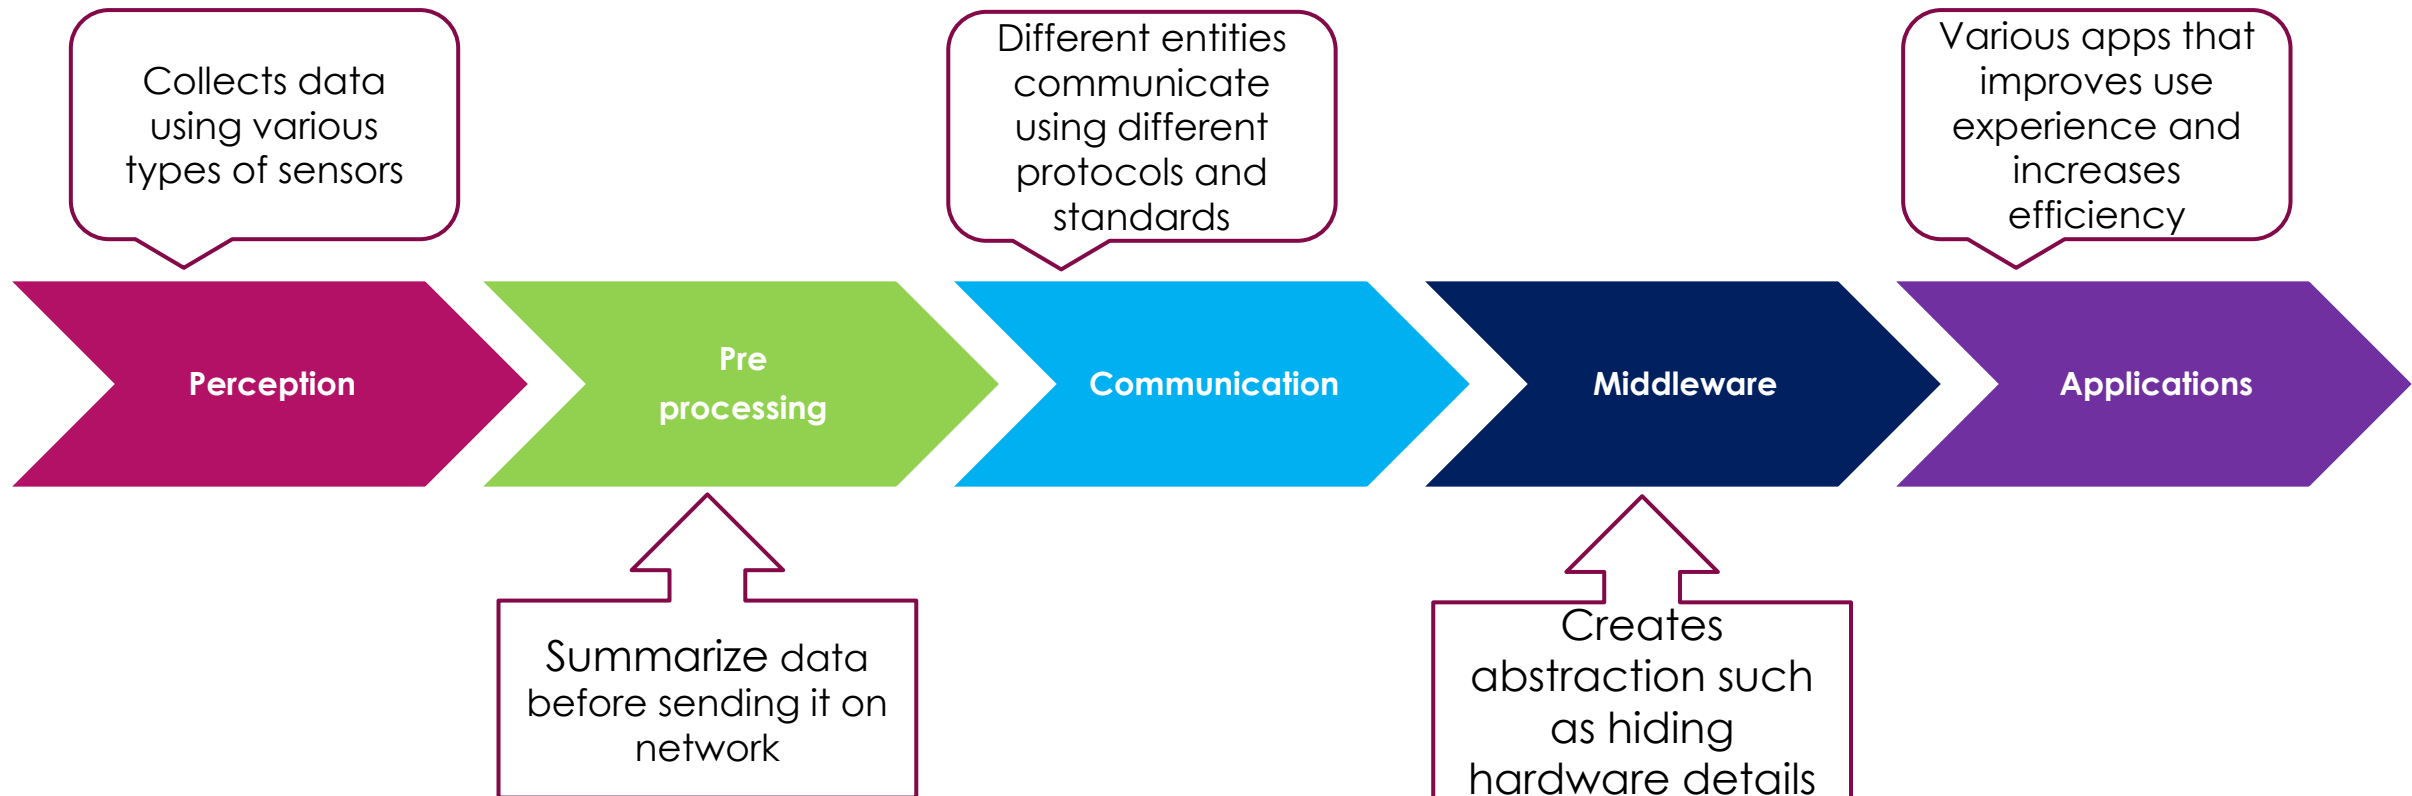 Collects data
using various
types of sensors
Different entities
communicate
using different
protocols and
standards
Various apps that
improves use
experience and
increases
efficiency
Perception
Pre
processing
Communication
Middleware
Applications
Summarize data
before sending it on
network
Creates
abstraction such
as hiding
hardware details